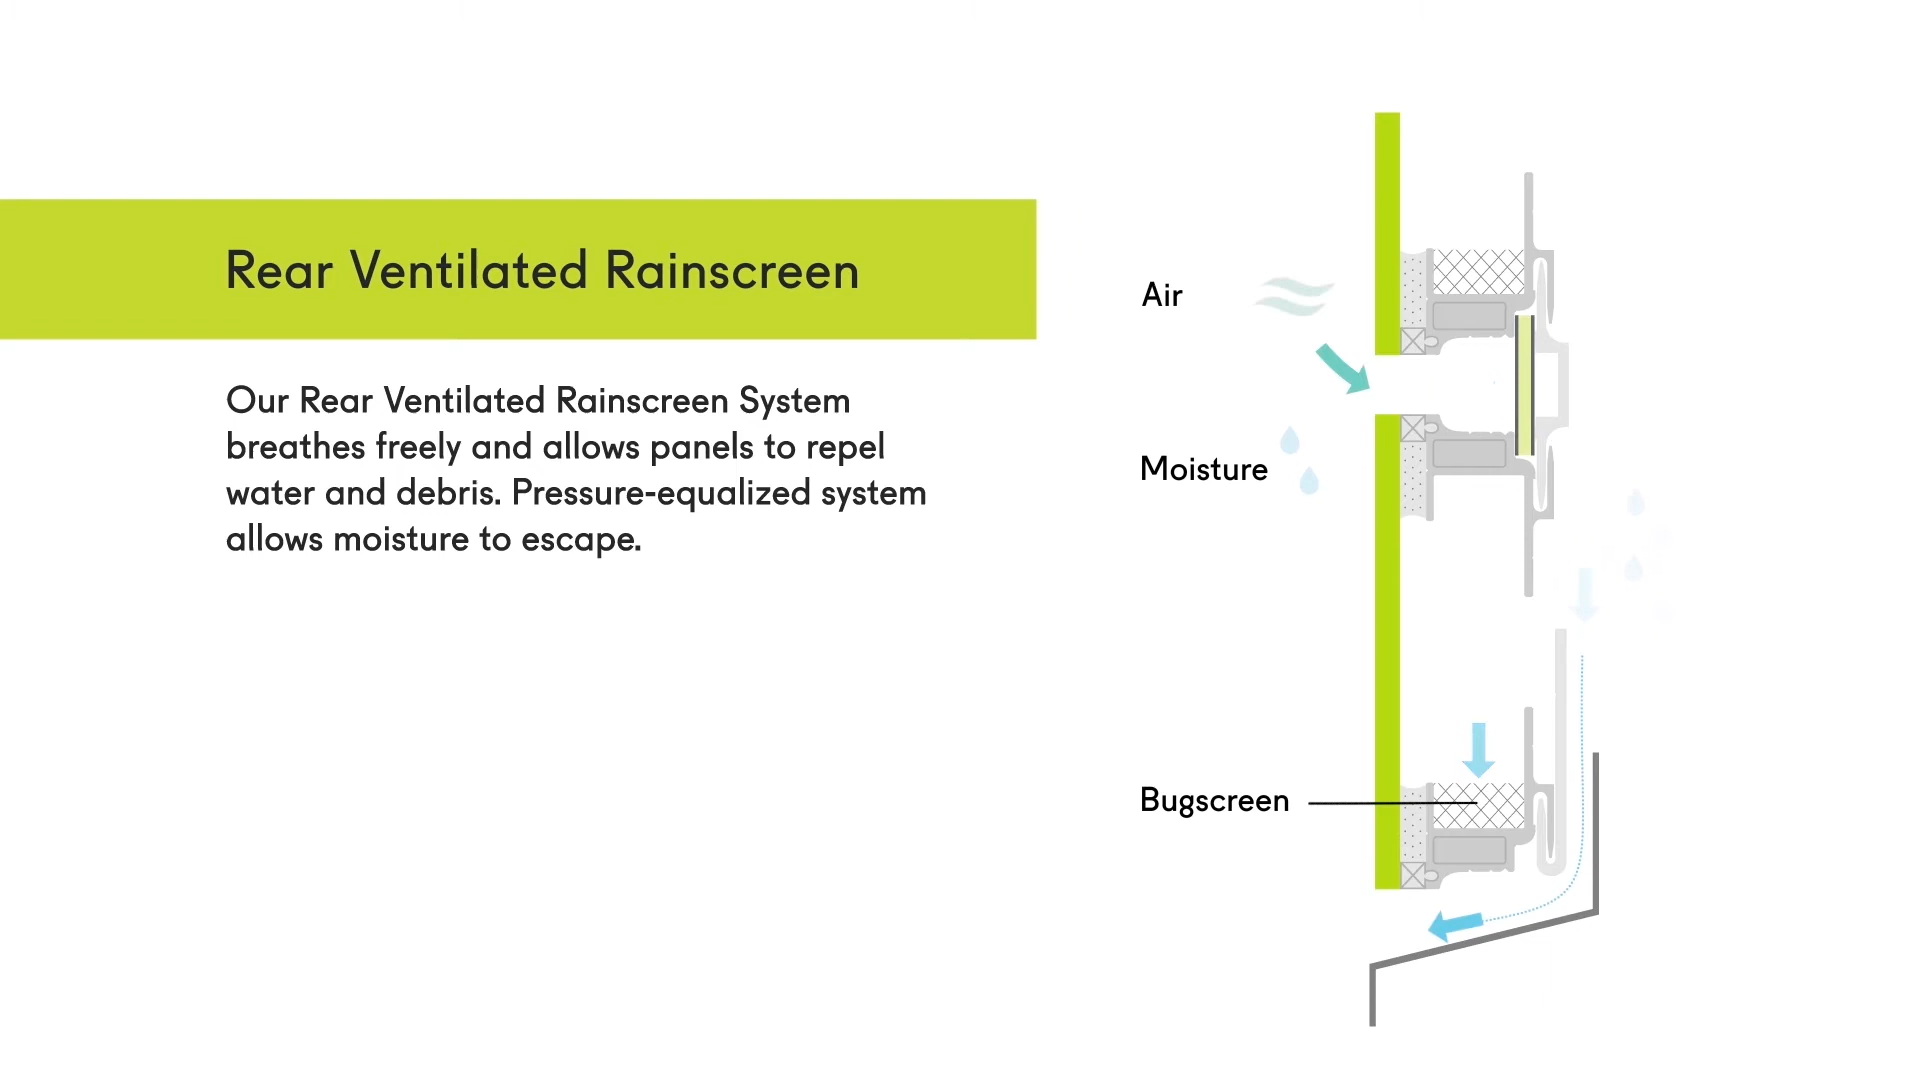 Rear Ventilated Rainscreen
Our Rear Ventilated Rainscreen System
breathes freely and allows panels to repel
water and debris. Pressure-equalized system
allows moisture to escape.
Air
Moisture
Bugscreen